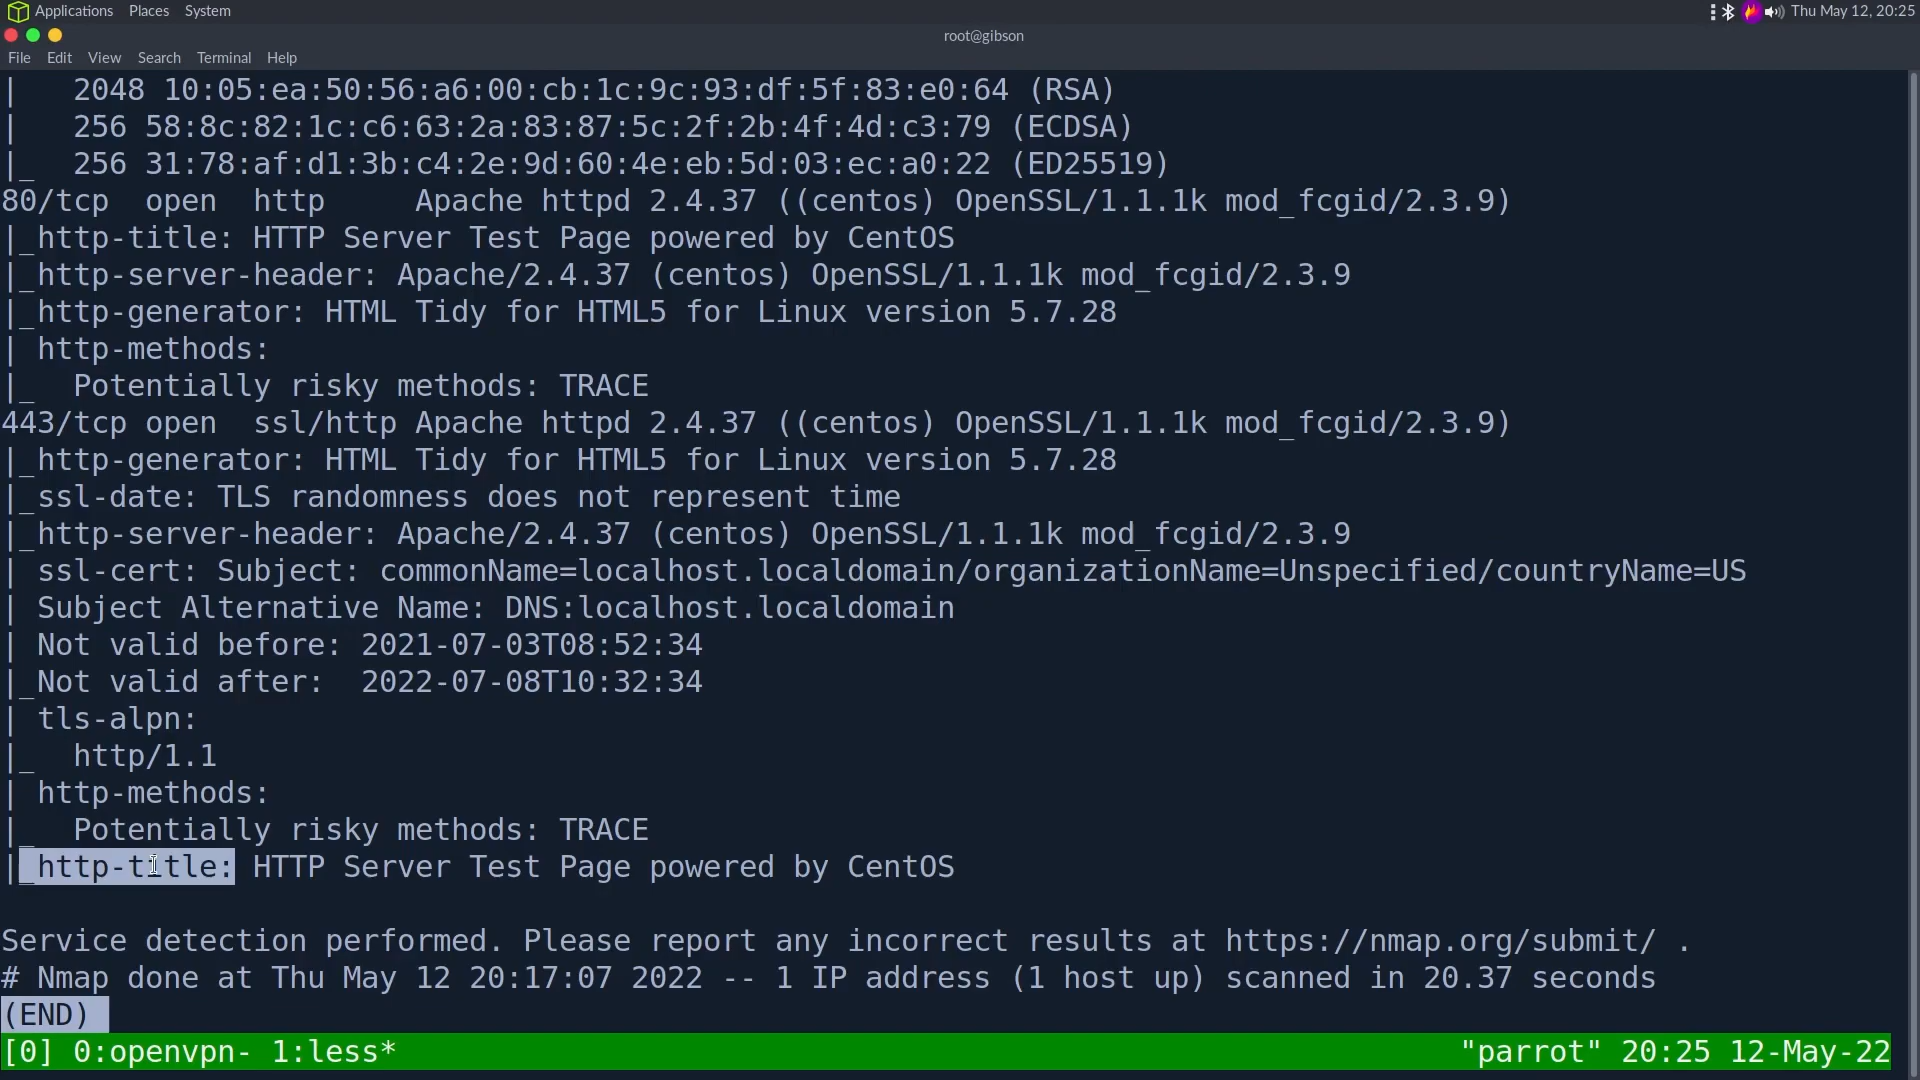 Applications Places System
Thu May 12, 20:25
root@gibson
File Edit View Search Terminal Help
|   2048 10:05:ea:50:56:a6:00:cb:1c:9c:93:df:5f:83:e0:64 (RSA)
|   256 58:8c:82:1c:c6:63:2a:83:87:5c:2f:2b:4f:4d:c3:79 (ECDSA)
|_  256 31:78:af:d1:3b:c4:2e:9d:60:4e:eb:5d:03:ec:a0:22 (ED25519)
80/tcp  open  http     Apache httpd 2.4.37 ((centos) OpenSSL/1.1.1k mod_fcgid/2.3.9)
|_http-title: HTTP Server Test Page powered by CentOS
|_http-server-header: Apache/2.4.37 (centos) OpenSSL/1.1.1k mod_fcgid/2.3.9
|_http-generator: HTML Tidy for HTML5 for Linux version 5.7.28
| http-methods:
|_  Potentially risky methods: TRACE
443/tcp open  ssl/http Apache httpd 2.4.37 ((centos) OpenSSL/1.1.1k mod_fcgid/2.3.9)
|_http-generator: HTML Tidy for HTML5 for Linux version 5.7.28
|_ssl-date: TLS randomness does not represent time
|_http-server-header: Apache/2.4.37 (centos) OpenSSL/1.1.1k mod_fcgid/2.3.9
| ssl-cert: Subject: commonName=localhost.localdomain/organizationName=Unspecified/countryName=US
| Subject Alternative Name: DNS:localhost.localdomain
| Not valid before: 2021-07-03T08:52:34
|_Not valid after:  2022-07-08T10:32:34
| tls-alpn:
|_  http/1.1
| http-methods:
|_  Potentially risky methods: TRACE
|_http-title: HTTP Server Test Page powered by CentOS
Service detection performed. Please report any incorrect results at https://nmap.org/submit/ .
# Nmap done at Thu May 12 20:17:07 2022 -- 1 IP address (1 host up) scanned in 20.37 seconds
(END)
[0] 0:openvpn- 1:less* "parrot" 20:25 12-May-22